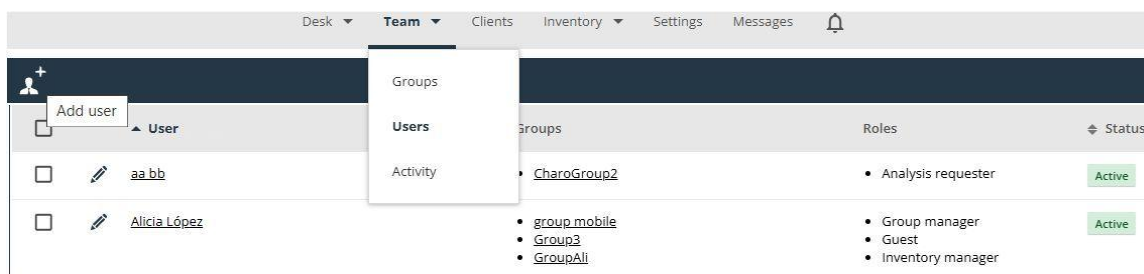 Desk Team Clients Inventory Settings Messages
Groups
Users
Activity
Add user
User Groups Roles Status
aa bb CharoGroup2 Analysis requester Active
Alicia López group mobile Group manager Active
Group3 Guest
GroupAli Inventory manager